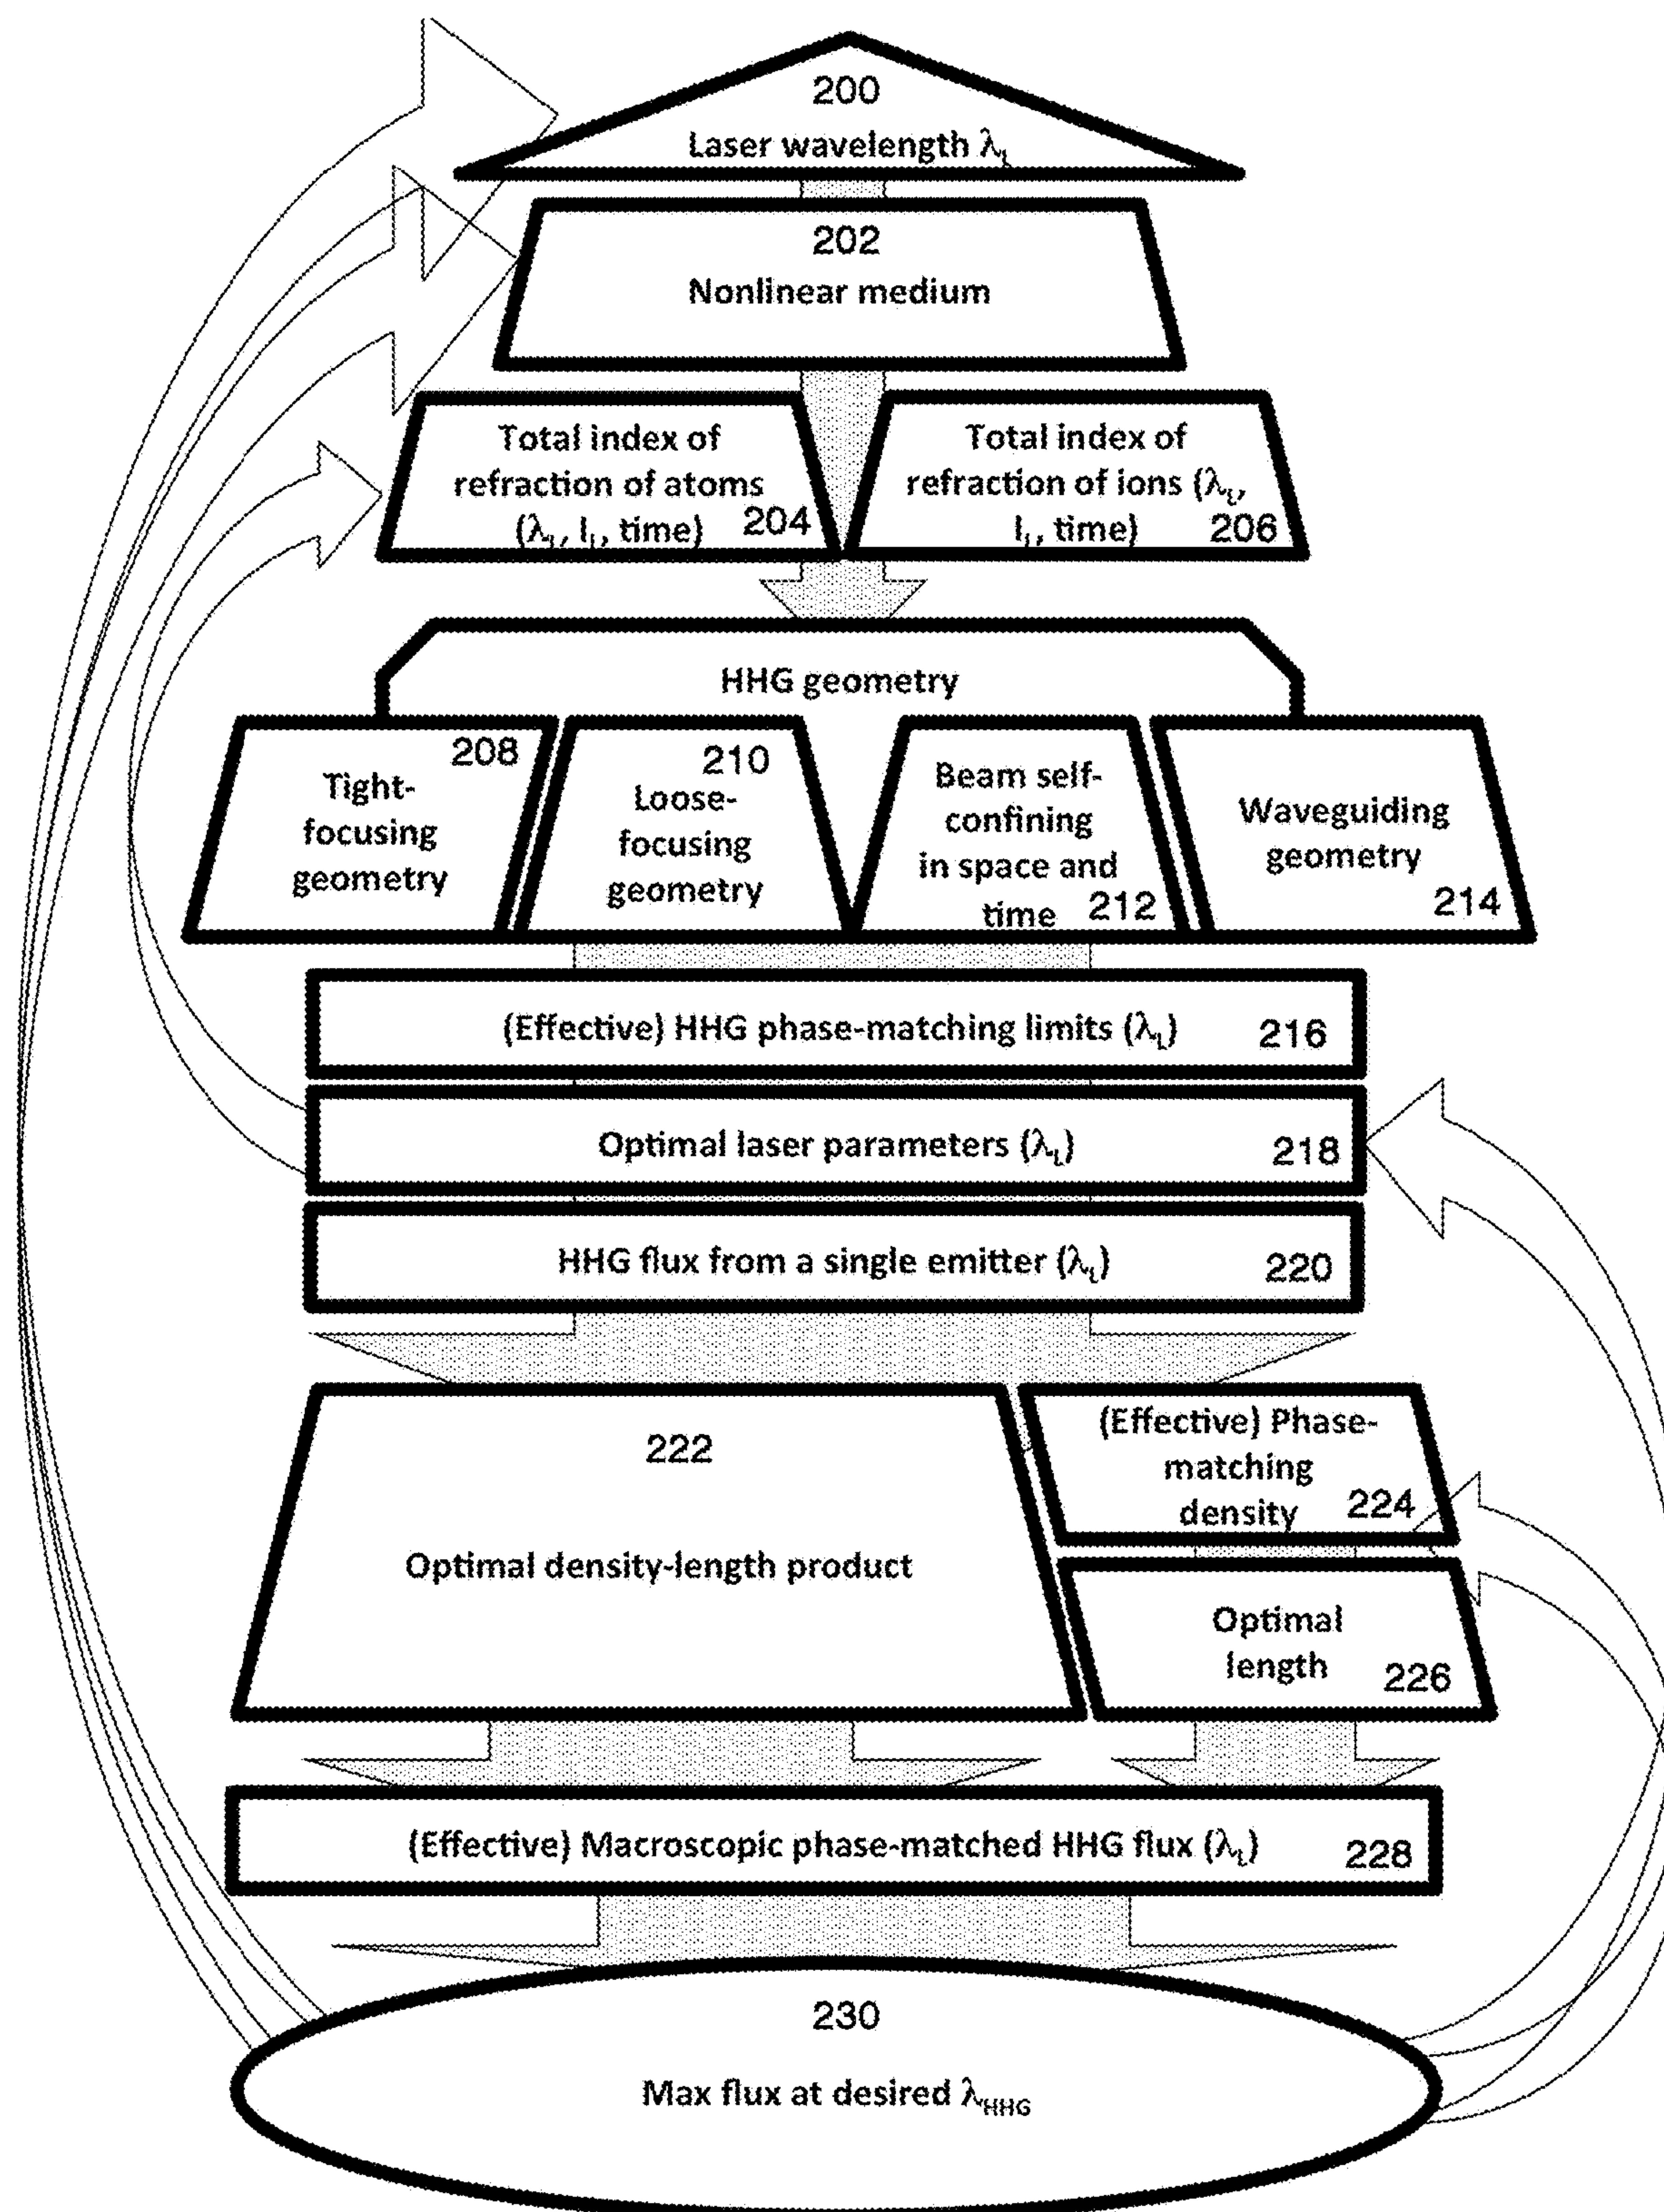 200
Laser wavelength λL
202
Nonlinear medium
Total index of
refraction of atoms
(λL, IL, time) 204
Total index of
refraction of ions (λL,
IL, time) 206
HHG geometry
208
Tight-
focusing
geometry
210
Loose-
focusing
geometry
Beam self-
confining
in space and
time 212
Waveguiding
geometry
214
(Effective) HHG phase-matching limits (λL) 216
Optimal laser parameters (λL) 218
HHG flux from a single emitter (λL) 220
222
Optimal density-length product
(Effective) Phase-
matching
density 224
Optimal
length
226
(Effective) Macroscopic phase-matched HHG flux (λL) 228
230
Max flux at desired λHHG